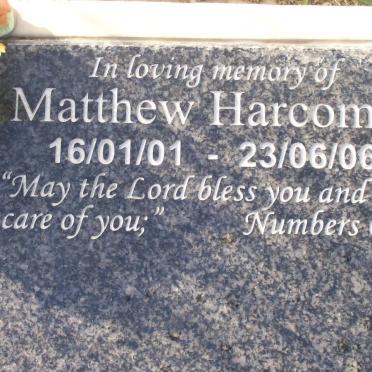 In loving memory of
Matthew Harcom
16/01/01 - 23/06/06
"May the Lord bless you and
care of you;" Numbers